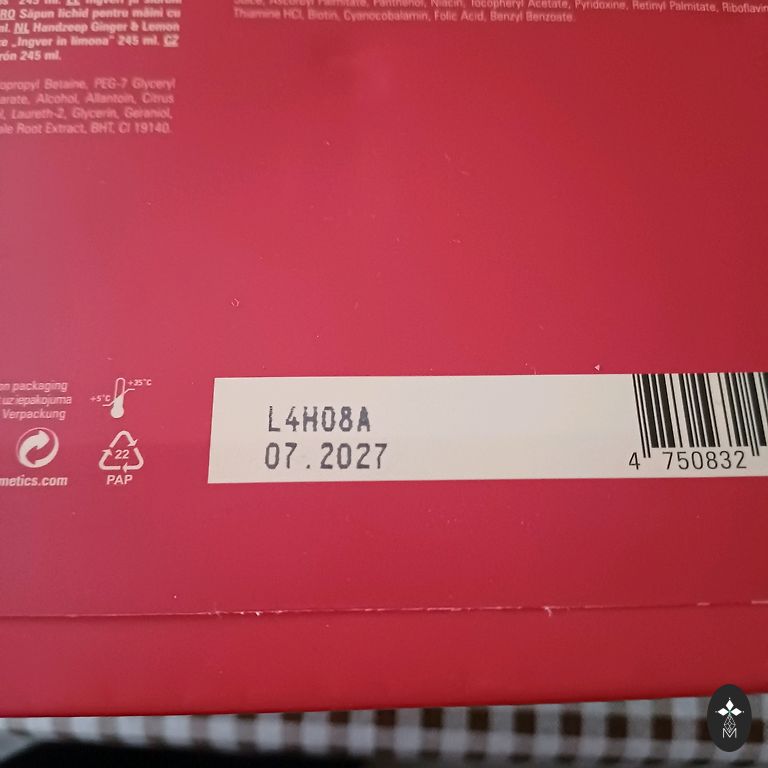 245 ml.
RO Săpun lichid pentru mâini cu
ml. NL Handzeep Ginger & Lemon
"Ingver in limona" 245 ml. CZ
245 ml.
opropyl Betaine, PEG-7 Glyceryl
arate, Alcohol, Allantoin, Citrus
l, Laureth-2, Glycerin, Geraniol,
ale Root Extract, BHT, CI 19140.
Juice, Ascorbyl Palmitate, Panthenol, Niacin, Tocopheryl Acetate, Pyridoxine, Retinyl Palmitate, Riboflavin
Thiamine HCl, Biotin, Cyanocobalamin, Folic Acid, Benzyl Benzoate.
on packaging
uz iepakojuma
Verpackung
+5°C
+25°C
22
PAP
metics.com
L4H08A
07.2027
4 750832
M